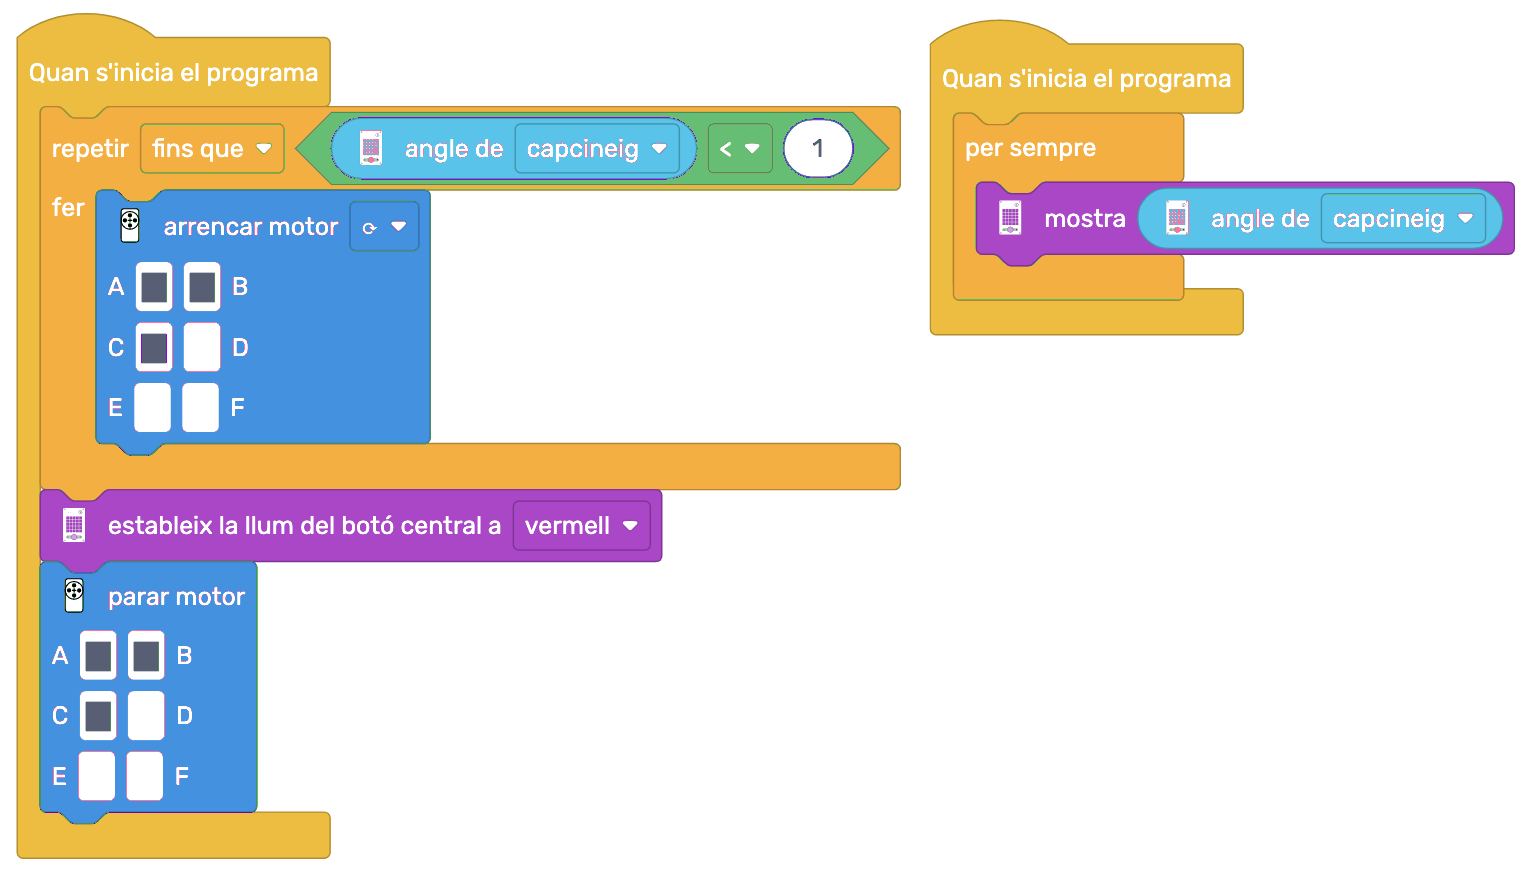 Quan s'inicia el programa
repetir fins que angle de capcineig < 1
fer
arrencar motor
A B
C D
E F
estableix la llum del botó central a vermell
parar motor
A B
C D
E F
Quan s'inicia el programa
per sempre
mostra angle de capcineig